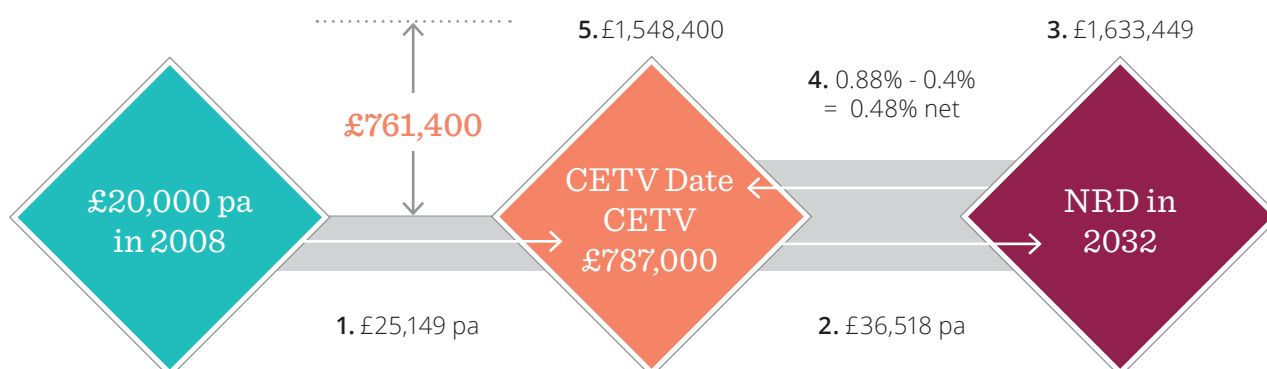 5. £1,548,400
3. £1,633,449
4. 0.88% - 0.4%
= 0.48% net
£761,400
£20,000 pa
in 2008
CETV Date
CETV
£787,000
NRD in
2032
1. £25,149 pa
2. £36,518 pa